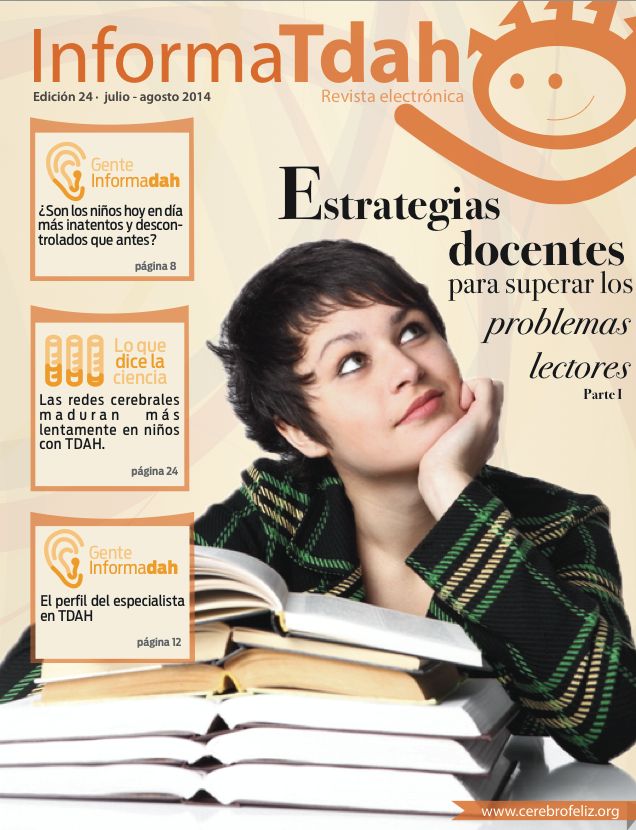 InformaTdah
Edición 24 · julio - agosto 2014
Revista electrónica
Gente
Informadah
¿Son los niños hoy en día
más inatentos y descon-
trolados que antes?
página 8
Estrategias
docentes
para superar los
problemas
lectores
Parte I
Lo que
dice la
ciencia
Las redes cerebrales
maduran más
lentamente en niños
con TDAH.
página 24
Gente
Informadah
El perfil del especialista
en TDAH
página 12
www.cerebrofeliz.org